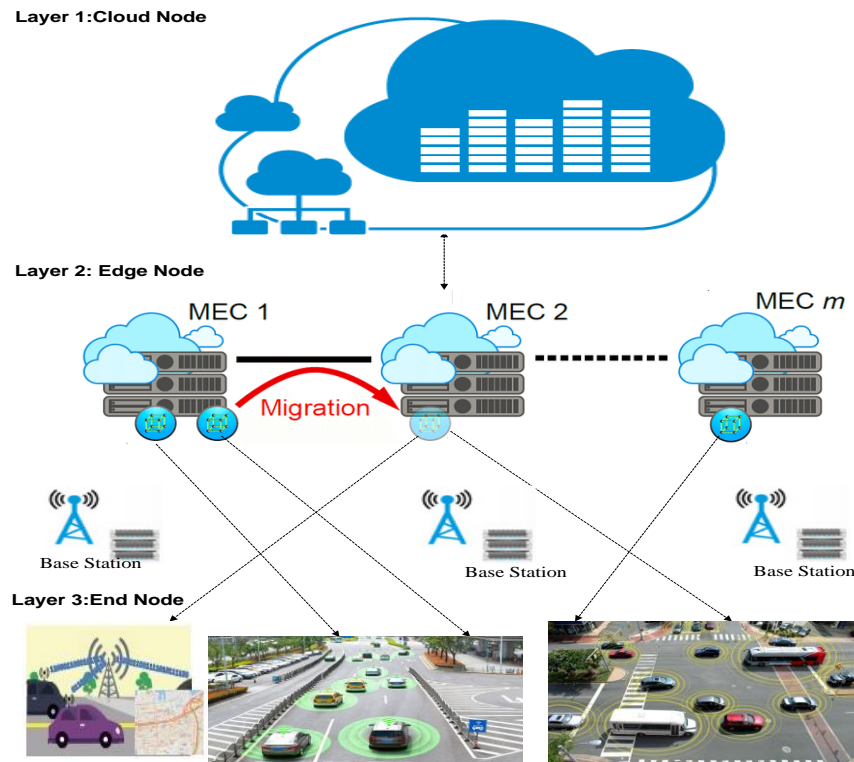 Layer 1:Cloud Node
Layer 2: Edge Node
MEC 1
MEC 2
MEC m
Migration
Base Station
Base Station
Base Station
Layer 3:End Node